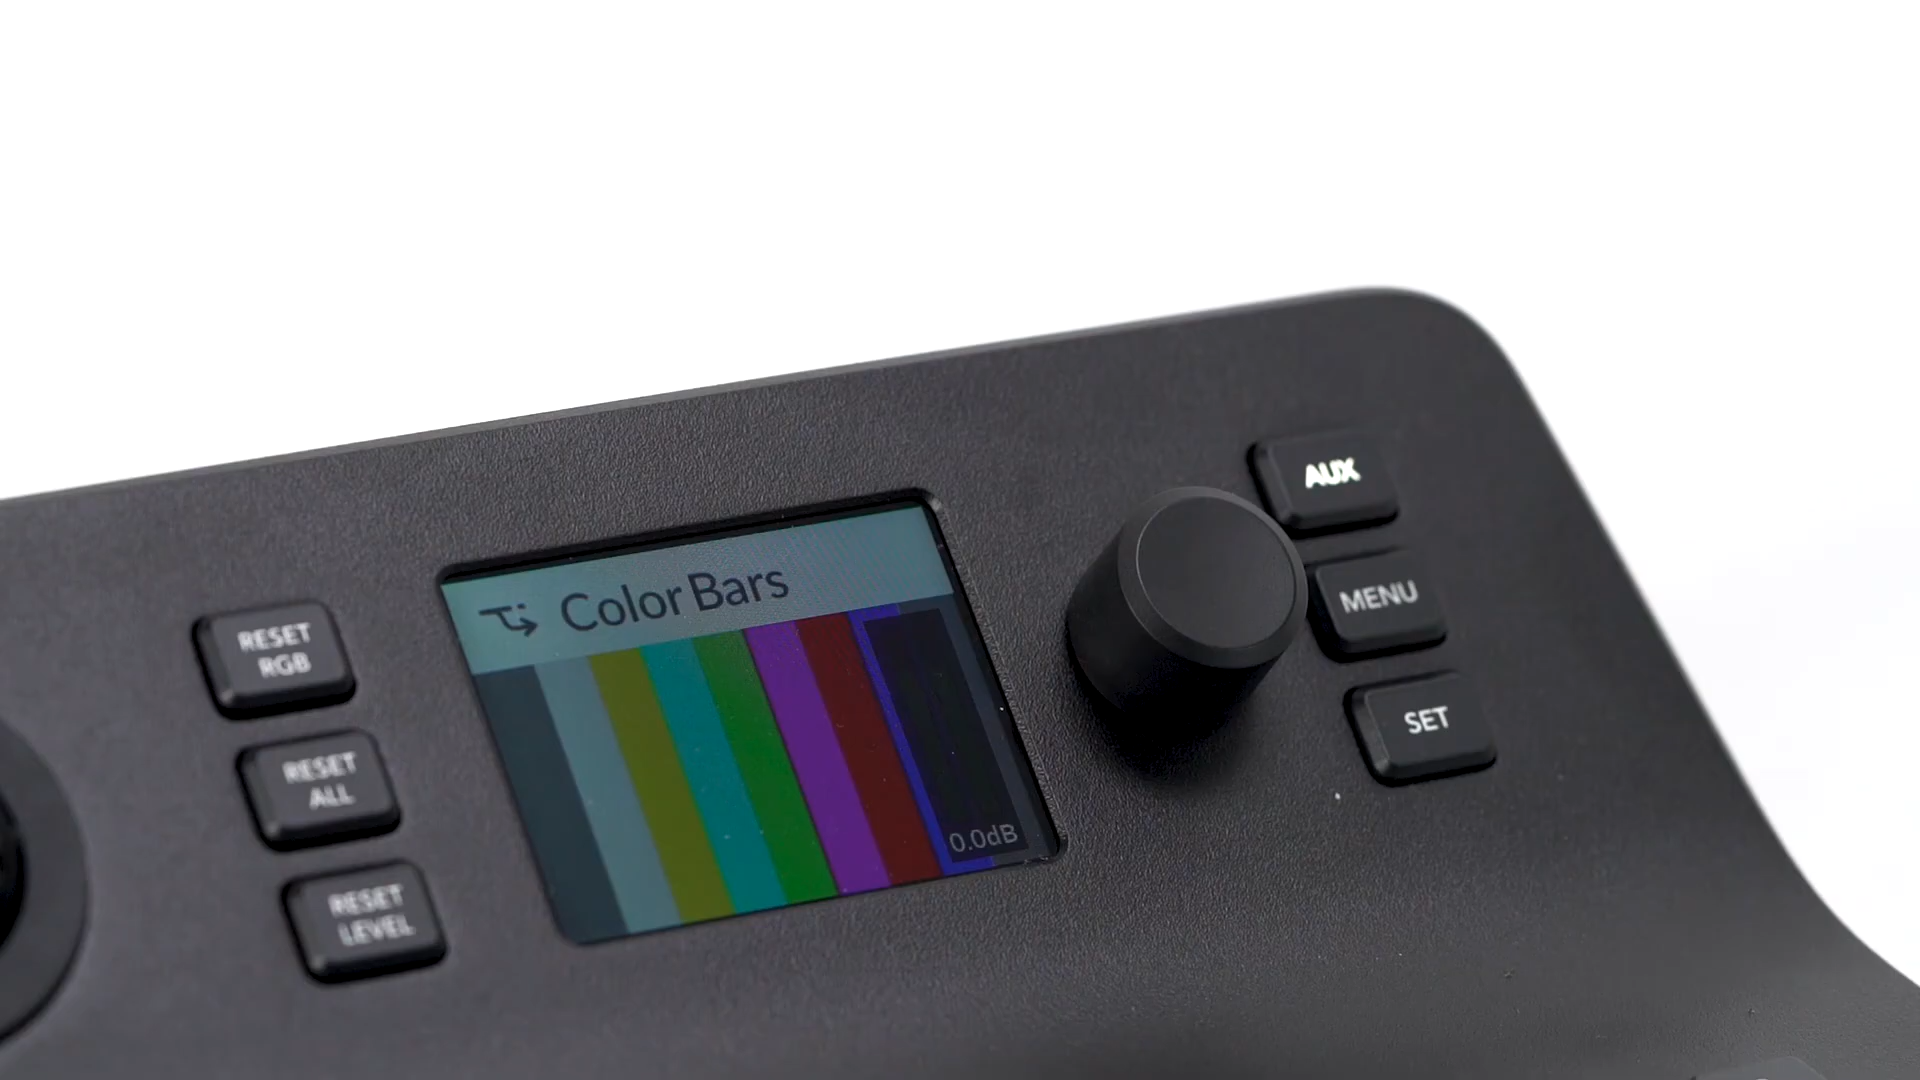 RESET
RGB
RESET
ALL
RESET
LEVEL
Color Bars
0.0dB
AUX
MENU
SET